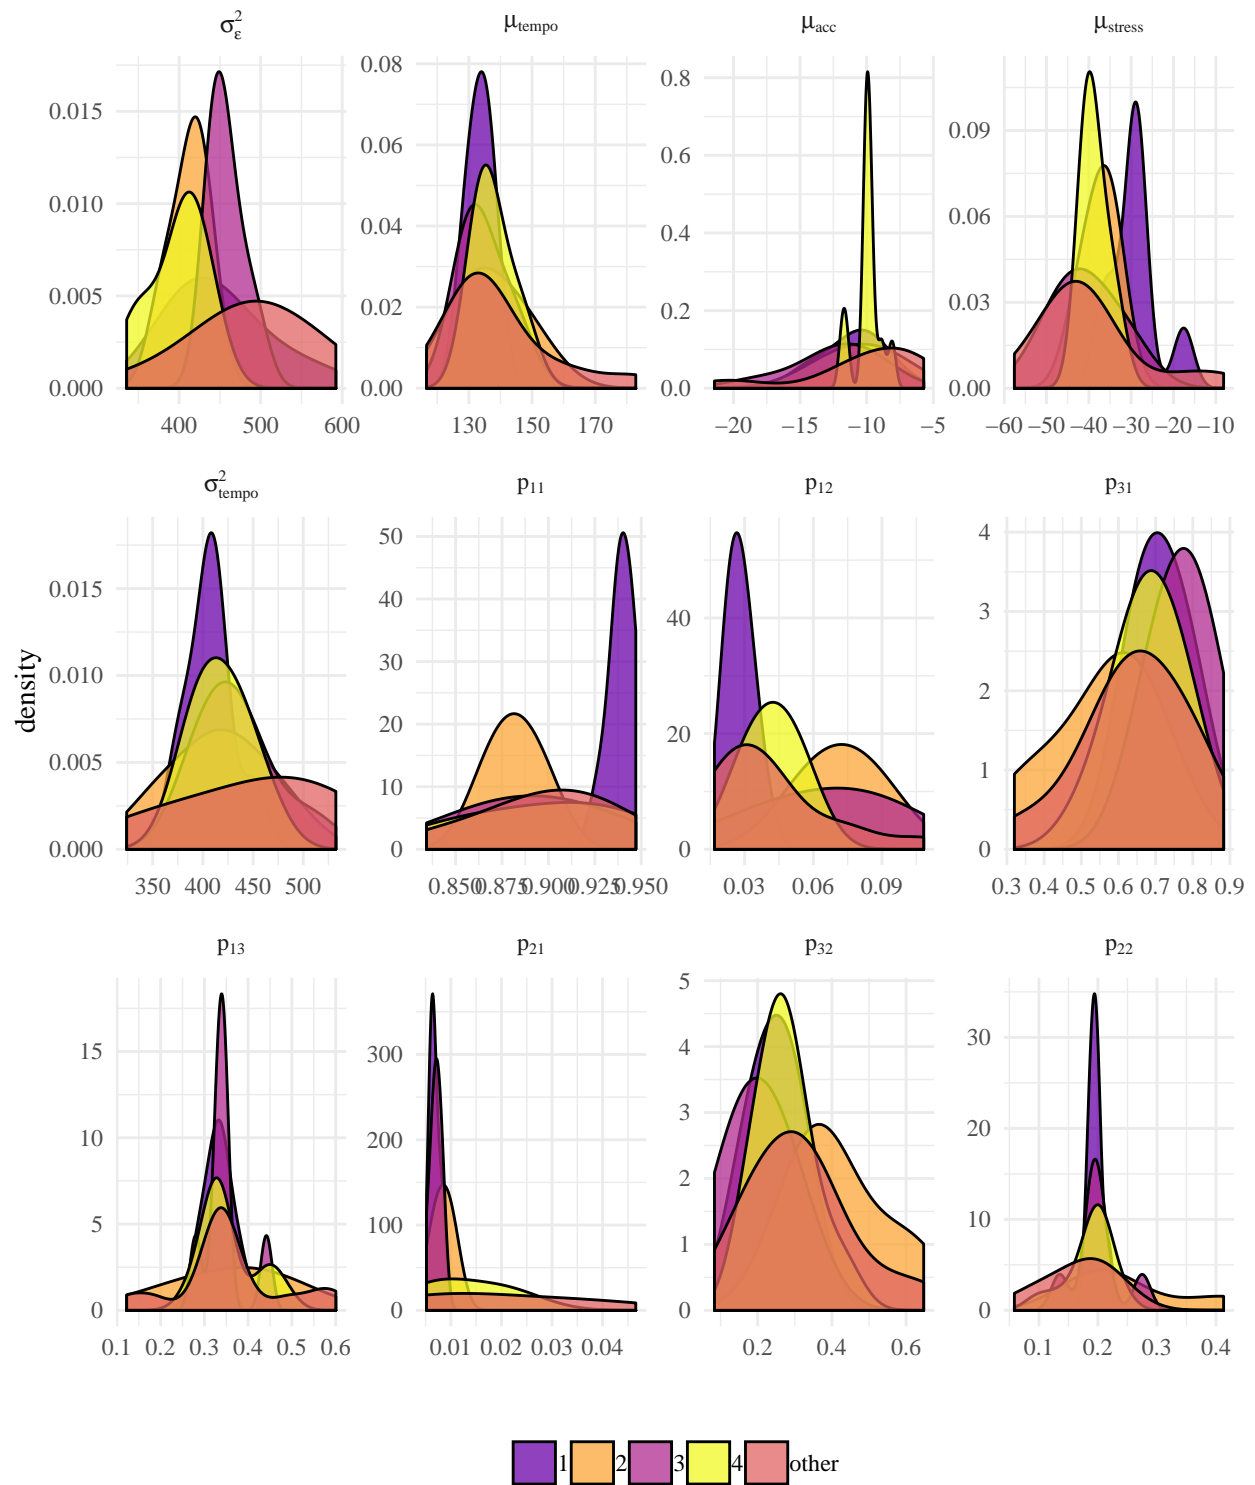 σ²ε μtempo μacc μstress
0.015 0.010 0.005 0.000
400 500 600
0.08 0.06 0.04 0.02 0.00
130 150 170
0.8 0.6 0.4 0.2 0.0
−20 −15 −10 −5
0.09 0.06 0.03 0.00
−60 −50 −40 −30 −20 −10
σ²tempo p11 p12 p31
density
0.015 0.010 0.005 0.000
350 400 450 500
50 40 30 20 10 0
0.850 0.875 0.900 0.925 0.950
40 20 0
0.03 0.06 0.09
4 3 2 1 0
0.3 0.4 0.5 0.6 0.7 0.8 0.9
p13 p21 p32 p22
15 10 5 0
0.1 0.2 0.3 0.4 0.5 0.6
300 200 100 0
0.01 0.02 0.03 0.04
5 4 3 2 1 0
0.2 0.4 0.6
30 20 10 0
0.1 0.2 0.3 0.4
1 2 3 4 other